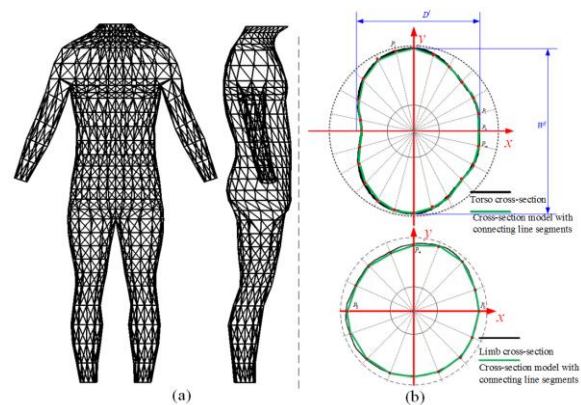 D'
Y
X
Torso cross-section
Cross-section model with
connecting line segments
y
x
Limb cross-section
Cross-section model with
connecting line segments
(a)
(b)